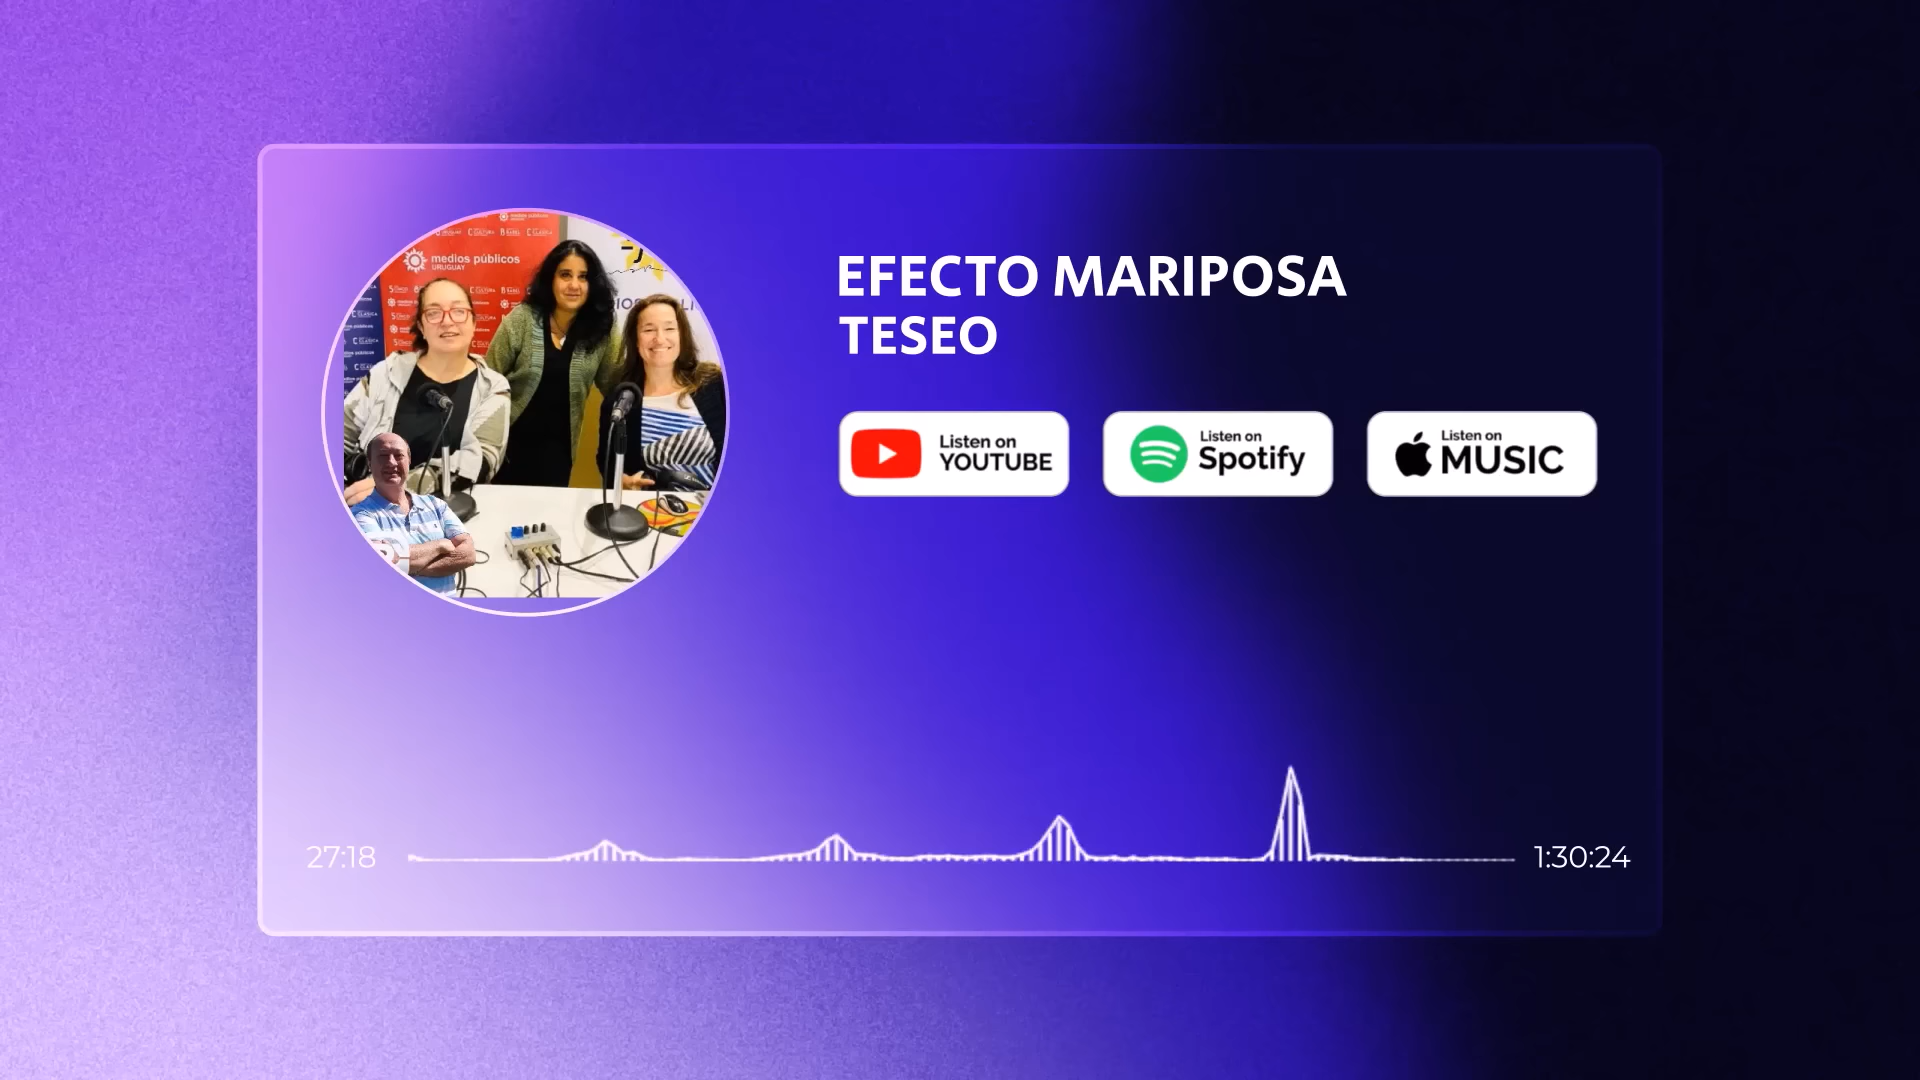 medios públicos
URUGUAY
EFECTO MARIPOSA
TESEO
Listen on
YOUTUBE
Listen on
Spotify
Listen on
MUSIC
27:18
1:30:24